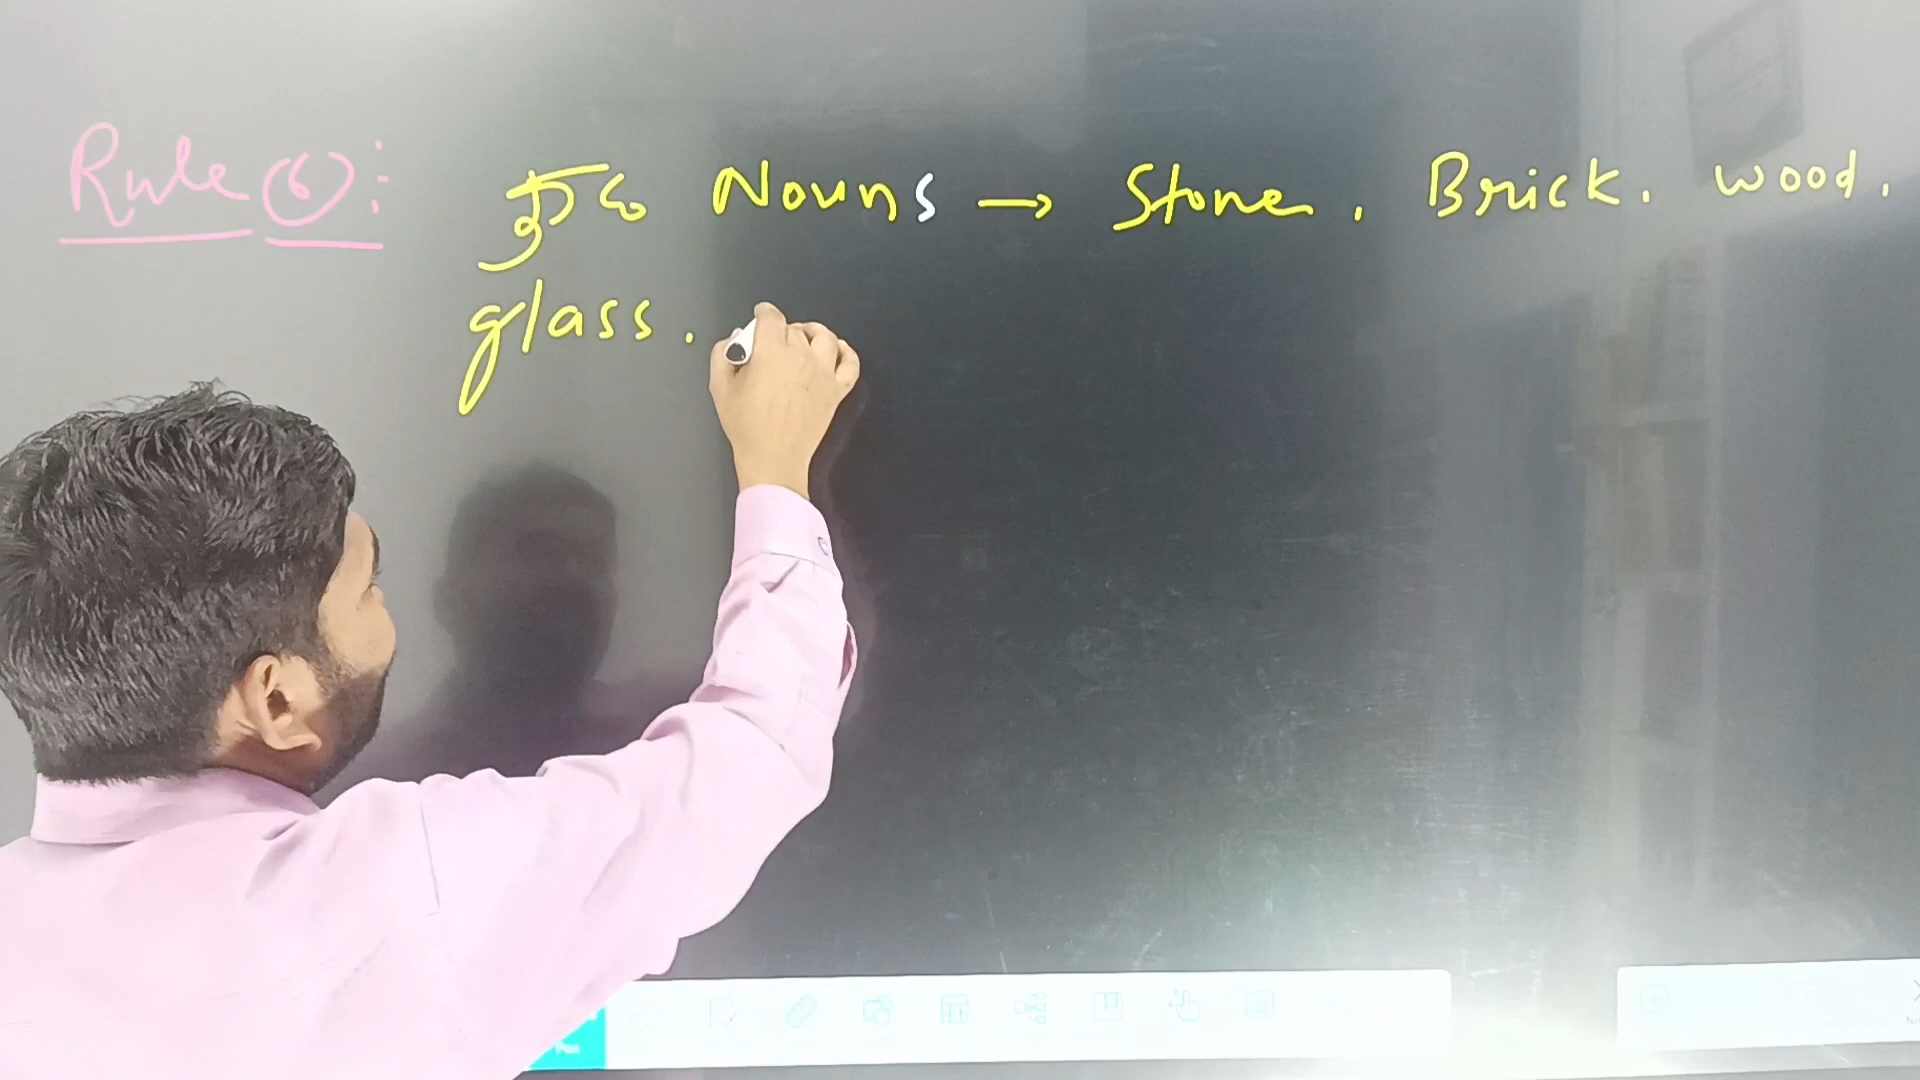 Rule ⑥: कुछ Nouns → Stone, Brick, wood,
glass,